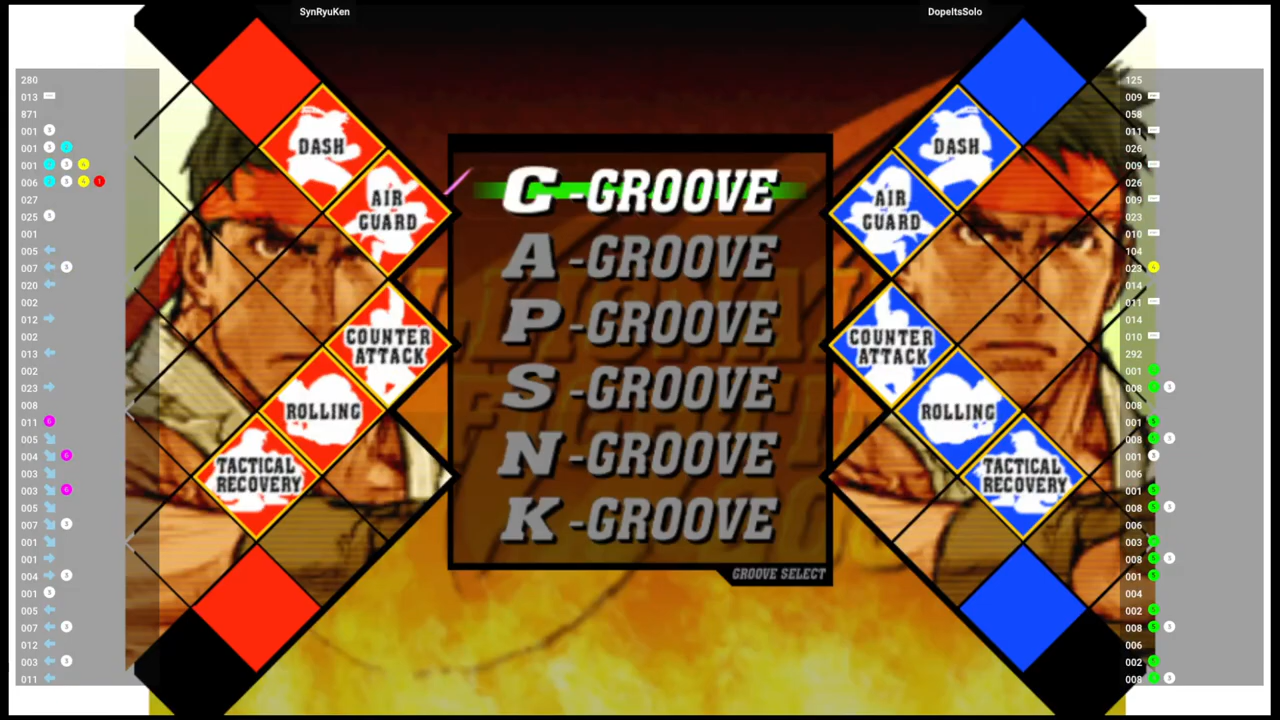 SynRyuKen
DopeItsSolo
280
013
871
001
001
001
006
027
025
001
005
007
020
002
012
002
013
002
023
008
011
005
004
003
003
005
007
001
001
004
001
005
007
012
003
011
DASH
AIR
GUARD
COUNTER
ATTACK
ROLLING
TACTICAL
RECOVERY
C-GROOVE
A-GROOVE
P-GROOVE
S-GROOVE
N-GROOVE
K-GROOVE
GROOVE SELECT
DASH
AIR
GUARD
COUNTER
ATTACK
ROLLING
TACTICAL
RECOVERY
125
009
058
011
026
009
026
009
023
010
104
023
014
011
014
010
292
001
008
008
001
008
001
006
001
008
006
003
008
001
004
002
008
006
002
008